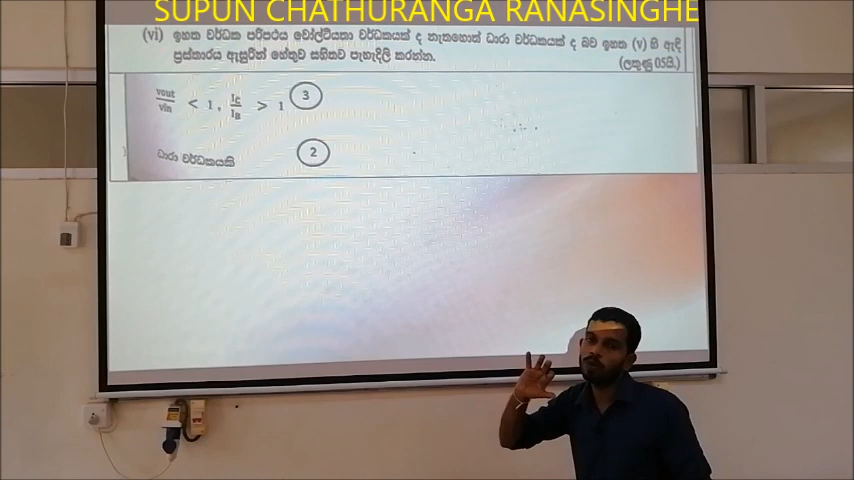 SUPUN CHATHURANGA RANASINGHE
(vi) ඉහත වර්ධක පරිපථය වෝල්ටීයතා වර්ධකයක් ද නැතහොත් ධාරා වර්ධකයක් ද බව ඉහත (v) හි ඇඳි
ප්‍රස්තාරය ඇසුරින් හේතුව සහිතව පැහැදිලි කරන්න. (ලකුණු 05යි.)
vout/vin < 1 , IC/IB > 1 3
ධාරා වර්ධකයකි 2